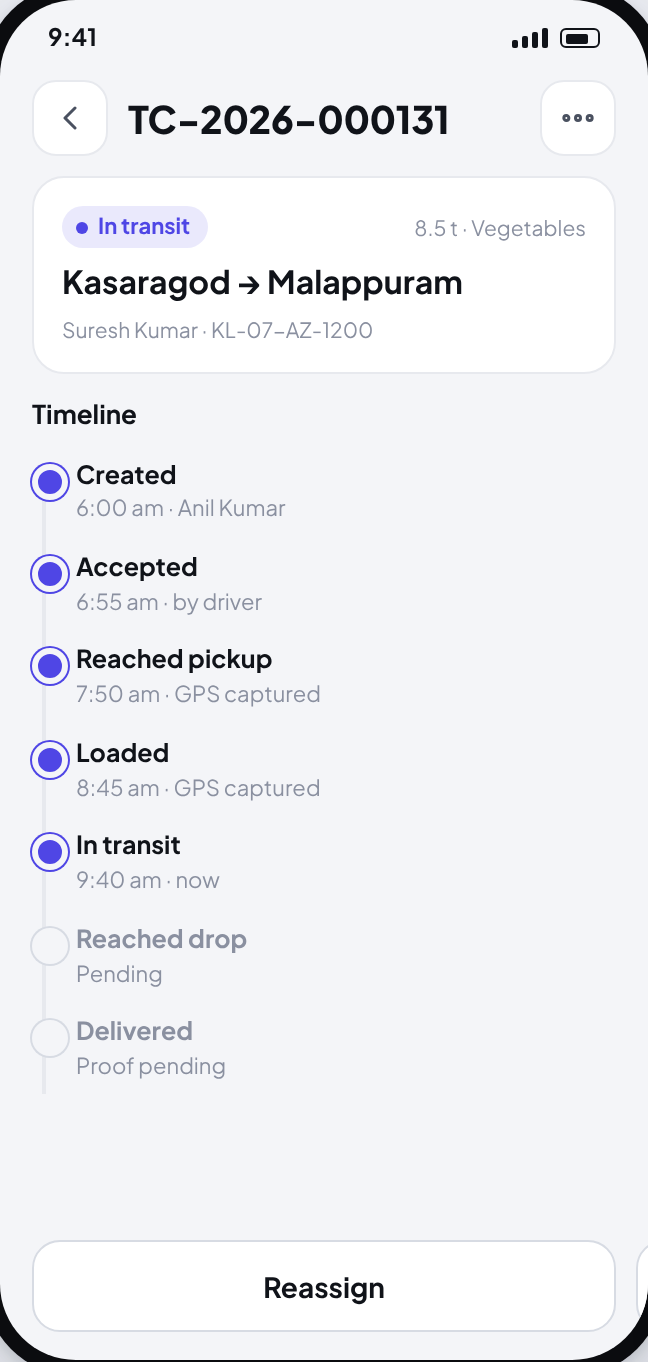 9:41
TC-2026-000131
In transit
8.5 t · Vegetables
Kasaragod → Malappuram
Suresh Kumar · KL-07-AZ-1200
Timeline
Created
6:00 am · Anil Kumar
Accepted
6:55 am · by driver
Reached pickup
7:50 am · GPS captured
Loaded
8:45 am · GPS captured
In transit
9:40 am · now
Reached drop
Pending
Delivered
Proof pending
Reassign